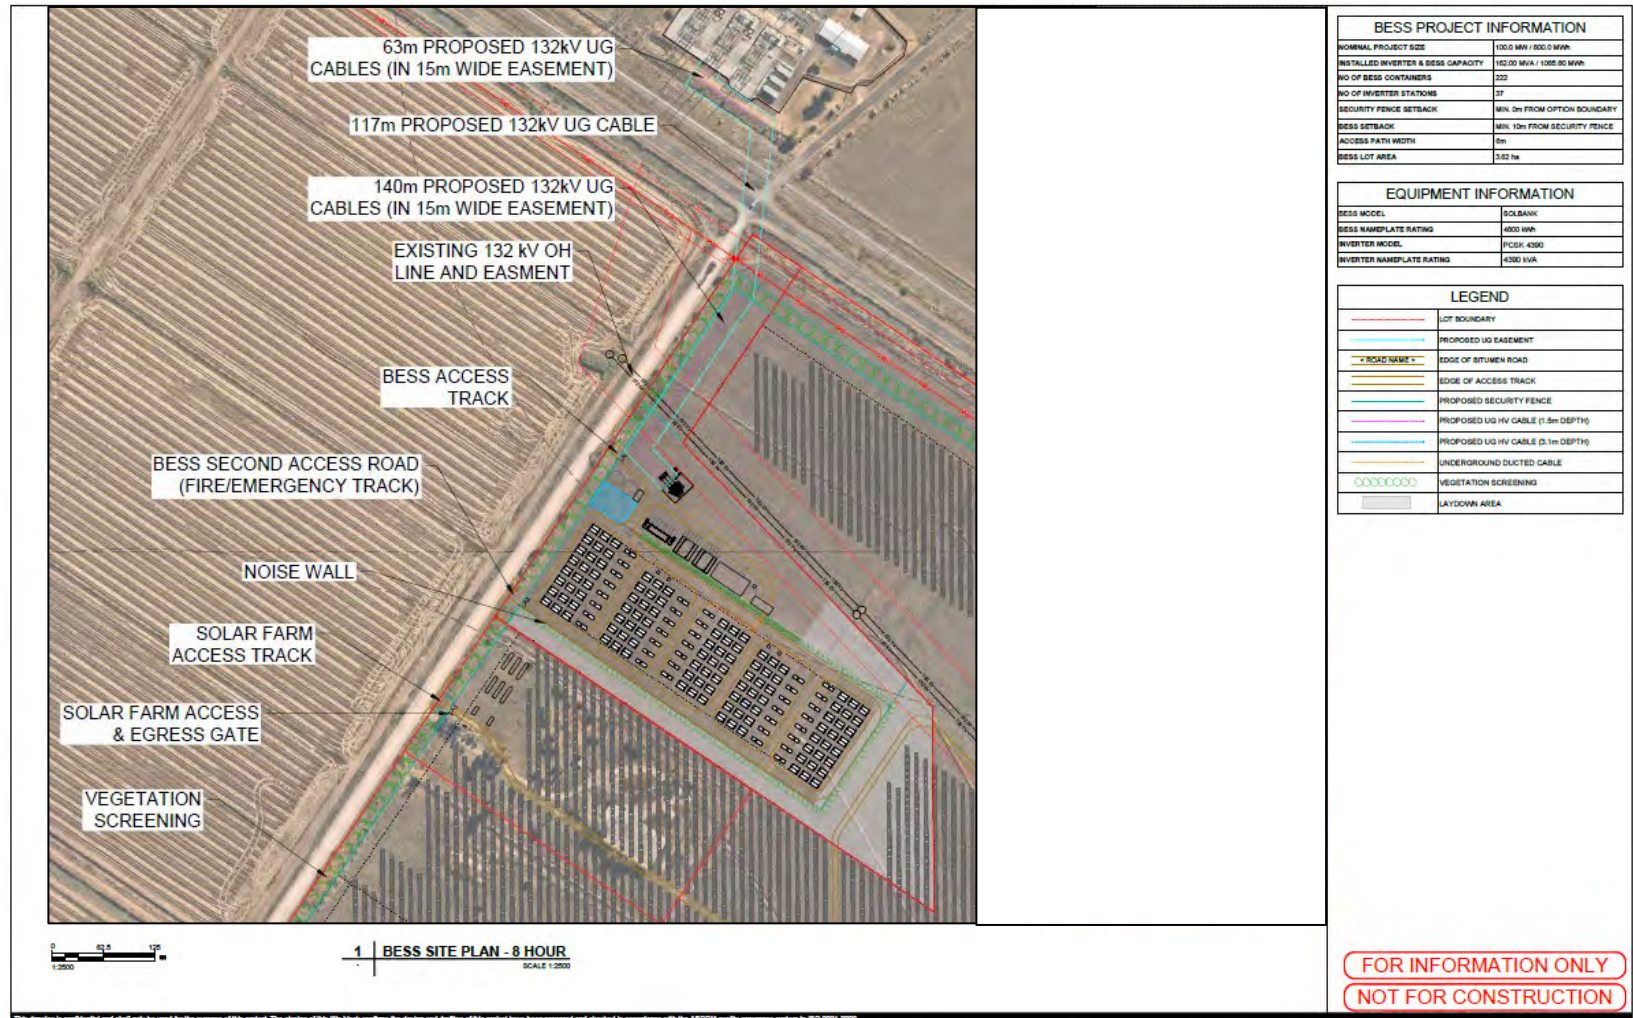 63m PROPOSED 132kV UG
CABLES (IN 15m WIDE EASEMENT)
117m PROPOSED 132kV UG CABLE
140m PROPOSED 132kV UG
CABLES (IN 15m WIDE EASEMENT)
EXISTING 132 kV OH
LINE AND EASMENT
BESS ACCESS
TRACK
BESS SECOND ACCESS ROAD
(FIRE/EMERGENCY TRACK)
NOISE WALL
SOLAR FARM
ACCESS TRACK
SOLAR FARM ACCESS
& EGRESS GATE
VEGETATION
SCREENING
0 62.5 125
1:2500
1 BESS SITE PLAN - 8 HOUR
SCALE 1:2500
BESS PROJECT INFORMATION
NOMINAL PROJECT SIZE 100.0 MW / 800.0 MWh
INSTALLED INVERTER & BESS CAPACITY 162.00 MVA / 1065.60 MWh
NO OF BESS CONTAINERS 222
NO OF INVERTER STATIONS 37
SECURITY FENCE SETBACK MIN. 0m FROM OPTION BOUNDARY
BESS SETBACK MIN. 10m FROM SECURITY FENCE
ACCESS PATH WIDTH 6m
BESS LOT AREA 3.62 ha
EQUIPMENT INFORMATION
BESS MODEL SOLBANK
BESS NAMEPLATE RATING 4800 kWh
INVERTER MODEL PCSK 4390
INVERTER NAMEPLATE RATING 4390 kVA
LEGEND
LOT BOUNDARY
PROPOSED UG EASEMENT
< ROAD NAME > EDGE OF BITUMEN ROAD
EDGE OF ACCESS TRACK
PROPOSED SECURITY FENCE
PROPOSED UG HV CABLE (1.5m DEPTH)
PROPOSED UG HV CABLE (3.1m DEPTH)
UNDERGROUND DUCTED CABLE
VEGETATION SCREENING
LAYDOWN AREA
FOR INFORMATION ONLY
NOT FOR CONSTRUCTION